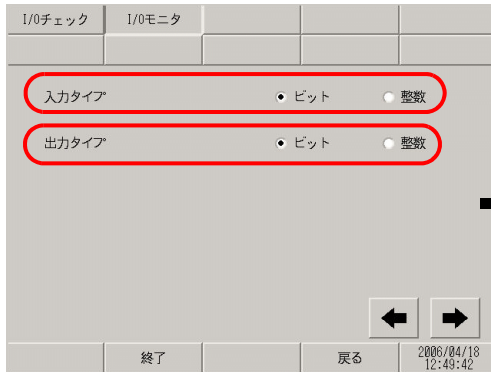 I/Oチェック I/Oモニタ
入力タイプ ビット 整数
出力タイプ ビット 整数
終了 戻る 2006/04/18
12:49:42